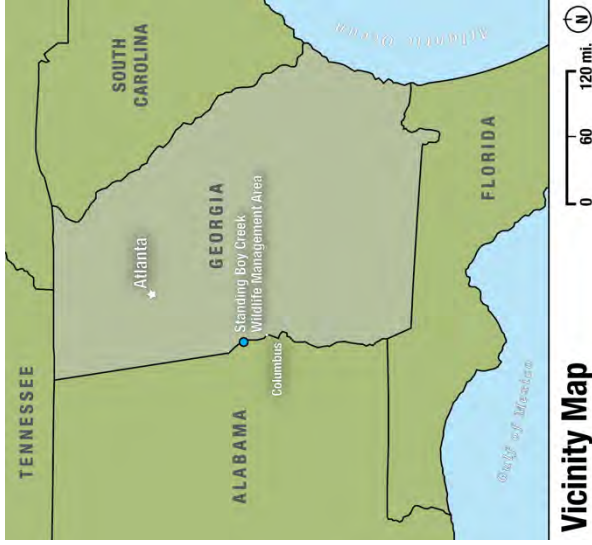 TENNESSEE
SOUTH
CAROLINA
Atlanta
GEORGIA
Standing Boy Creek
Wildlife Management Area
Columbus
ALABAMA
Atlantic Ocean
FLORIDA
Gulf of Mexico
Vicinity Map
0 60 120 mi.
N